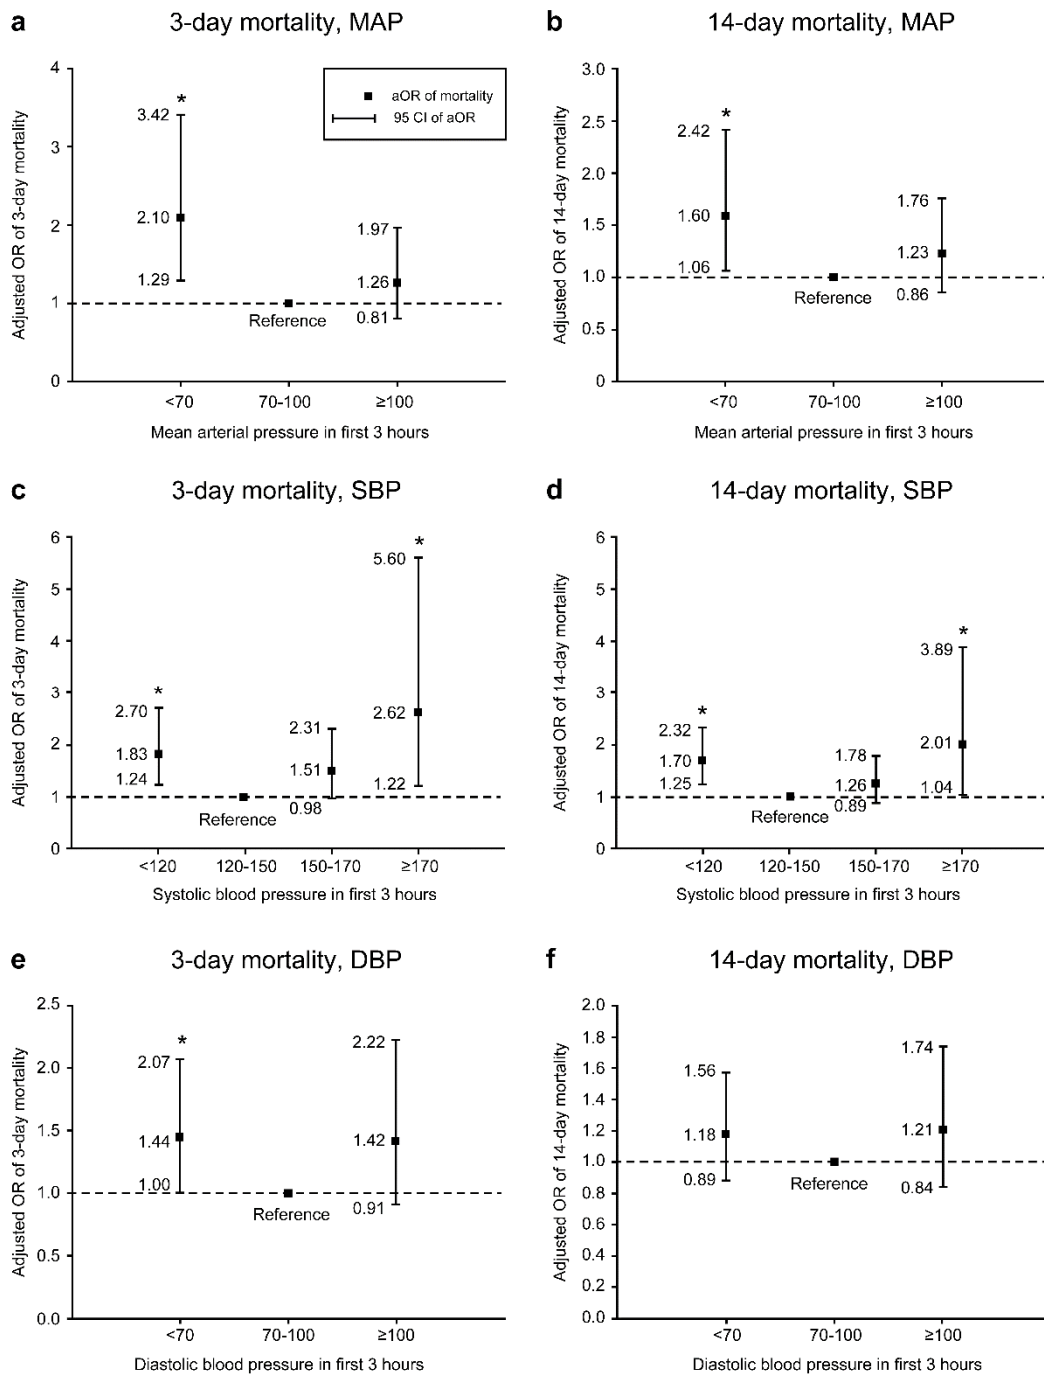 a 3-day mortality, MAP
Adjusted OR of 3-day mortality
4
3
2
1
0
*
3.42
2.10
1.29
Reference
1.97
1.26
0.81
aOR of mortality
95 CI of aOR
<70 70-100 ≥100
Mean arterial pressure in first 3 hours
b 14-day mortality, MAP
Adjusted OR of 14-day mortality
3.0
2.5
2.0
1.5
1.0
0.5
0
*
2.42
1.60
1.06
Reference
1.76
1.23
0.86
<70 70-100 ≥100
Mean arterial pressure in first 3 hours
c 3-day mortality, SBP
Adjusted OR of 3-day mortality
6
5
4
3
2
1
0
*
2.70
1.83
1.24
Reference
2.31
1.51
0.98
*
5.60
2.62
1.22
<120 120-150 150-170 ≥170
Systolic blood pressure in first 3 hours
d 14-day mortality, SBP
Adjusted OR of 14-day mortality
6
5
4
3
2
1
0
*
2.32
1.70
1.25
Reference
1.78
1.26
0.89
*
3.89
2.01
1.04
<120 120-150 150-170 ≥170
Systolic blood pressure in first 3 hours
e 3-day mortality, DBP
Adjusted OR of 3-day mortality
2.5
2.0
1.5
1.0
0.5
0.0
*
2.07
1.44
1.00
Reference
2.22
1.42
0.91
<70 70-100 ≥100
Diastolic blood pressure in first 3 hours
f 14-day mortality, DBP
Adjusted OR of 14-day mortality
2.0
1.8
1.6
1.4
1.2
1.0
0.8
0.6
0.4
0.2
0.0
1.56
1.18
0.89
Reference
1.74
1.21
0.84
<70 70-100 ≥100
Diastolic blood pressure in first 3 hours